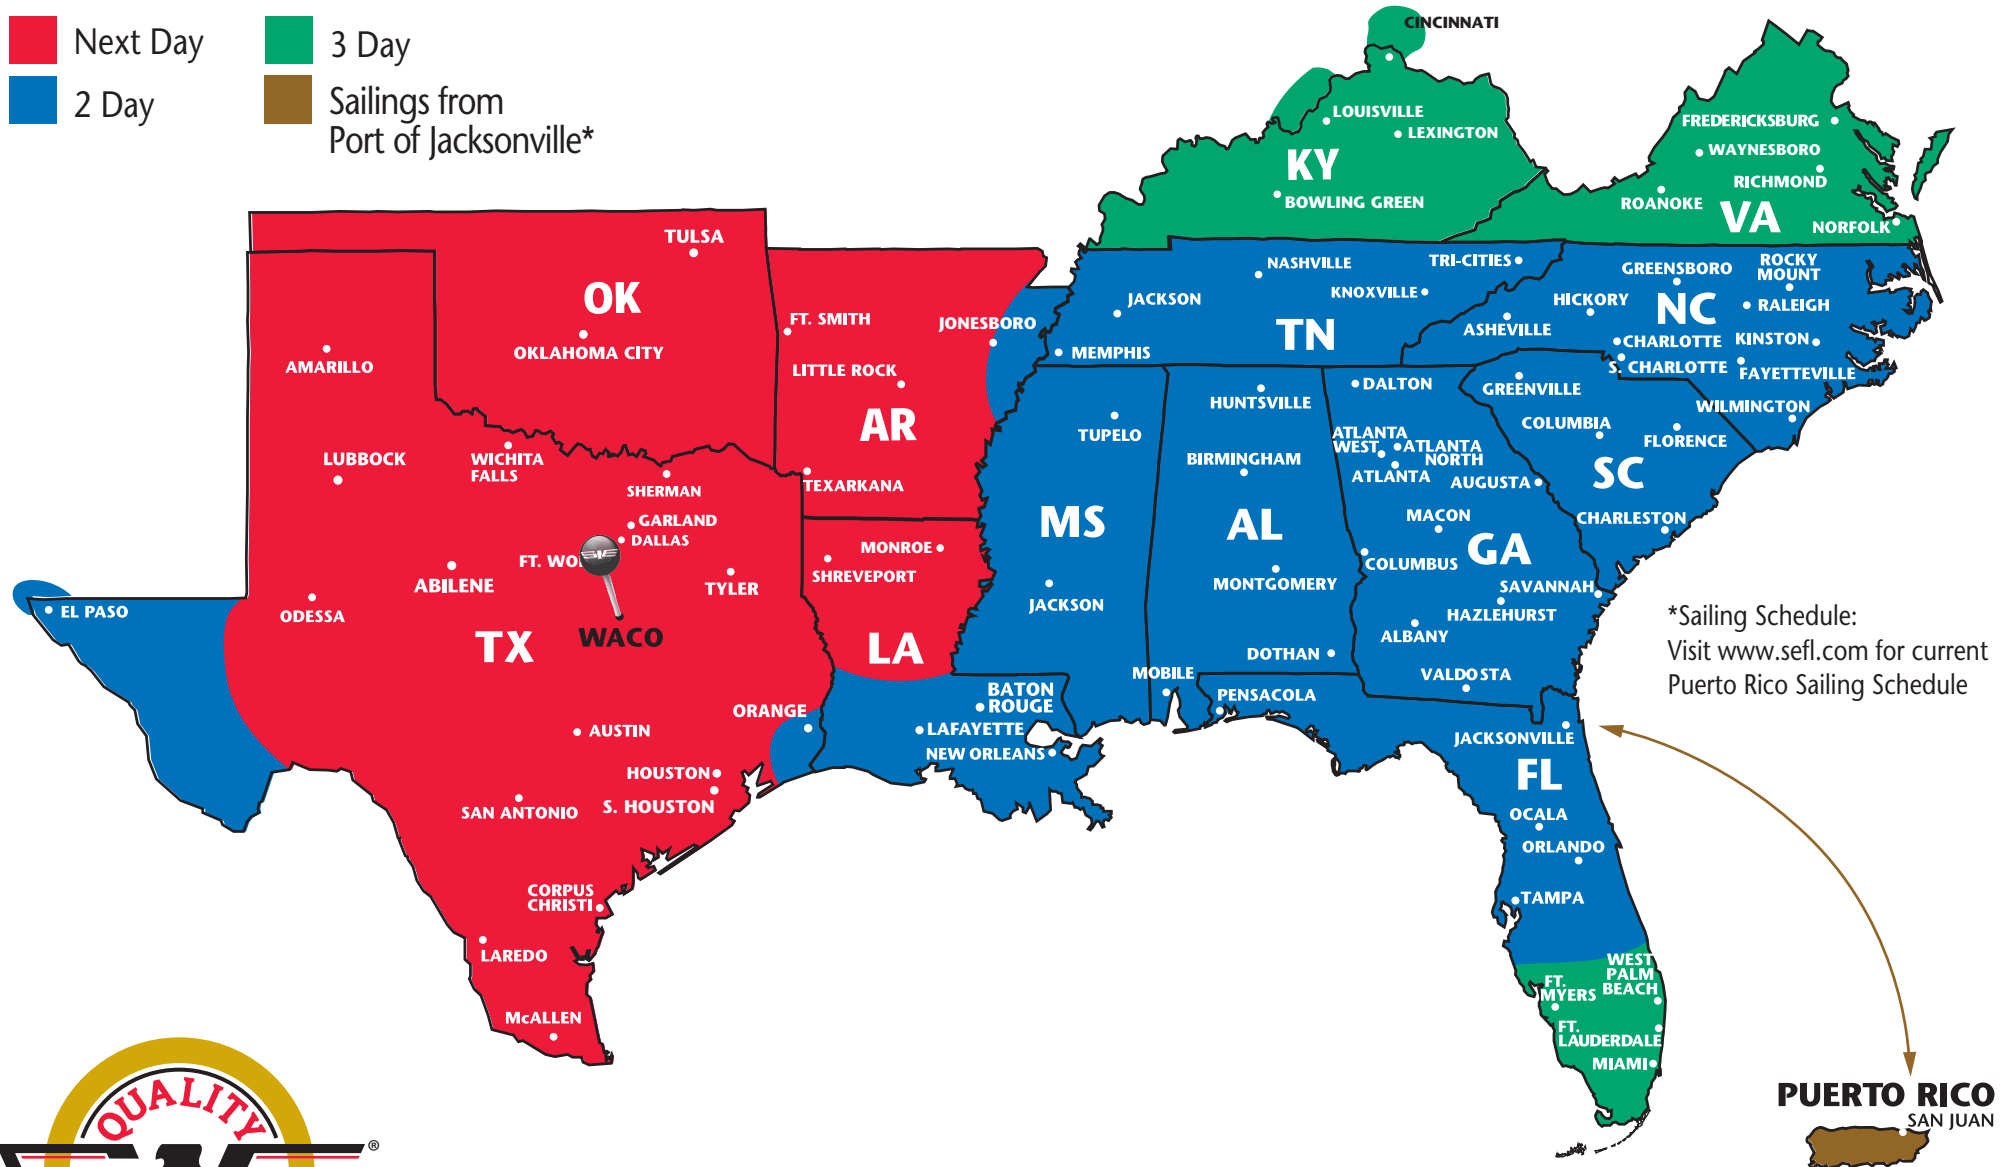 Next Day
3 Day
2 Day
Sailings from
Port of Jacksonville*
CINCINNATI
LOUISVILLE
LEXINGTON
KY
BOWLING GREEN
FREDERICKSBURG
WAYNESBORO
RICHMOND
ROANOKE
VA
NORFOLK
TULSA
OK
OKLAHOMA CITY
AMARILLO
LUBBOCK
WICHITA
FALLS
SHERMAN
GARLAND
DALLAS
FT. WO
ABILENE
TYLER
ODESSA
EL PASO
TX
WACO
AUSTIN
ORANGE
HOUSTON
S. HOUSTON
SAN ANTONIO
CORPUS
CHRISTI
LAREDO
McALLEN
FT. SMITH
JONESBORO
LITTLE ROCK
AR
TEXARKANA
MONROE
SHREVEPORT
LA
BATON
ROUGE
LAFAYETTE
NEW ORLEANS
NASHVILLE
TRI-CITIES
JACKSON
KNOXVILLE
TN
MEMPHIS
GREENSBORO
ROCKY
MOUNT
HICKORY
NC
RALEIGH
ASHEVILLE
CHARLOTTE
KINSTON
S. CHARLOTTE
FAYETTEVILLE
WILMINGTON
TUPELO
MS
JACKSON
HUNTSVILLE
BIRMINGHAM
AL
MONTGOMERY
DOTHAN
MOBILE
DALTON
ATLANTA
WEST
ATLANTA
NORTH
ATLANTA
AUGUSTA
MACON
GA
COLUMBUS
SAVANNAH
HAZLEHURST
ALBANY
VALDOSTA
GREENVILLE
COLUMBIA
FLORENCE
SC
CHARLESTON
PENSACOLA
JACKSONVILLE
FL
OCALA
ORLANDO
TAMPA
WEST
PALM
BEACH
FT.
MYERS
FT.
LAUDERDALE
MIAMI
*Sailing Schedule:
Visit www.sefl.com for current
Puerto Rico Sailing Schedule
PUERTO RICO
SAN JUAN
QUALITY
®